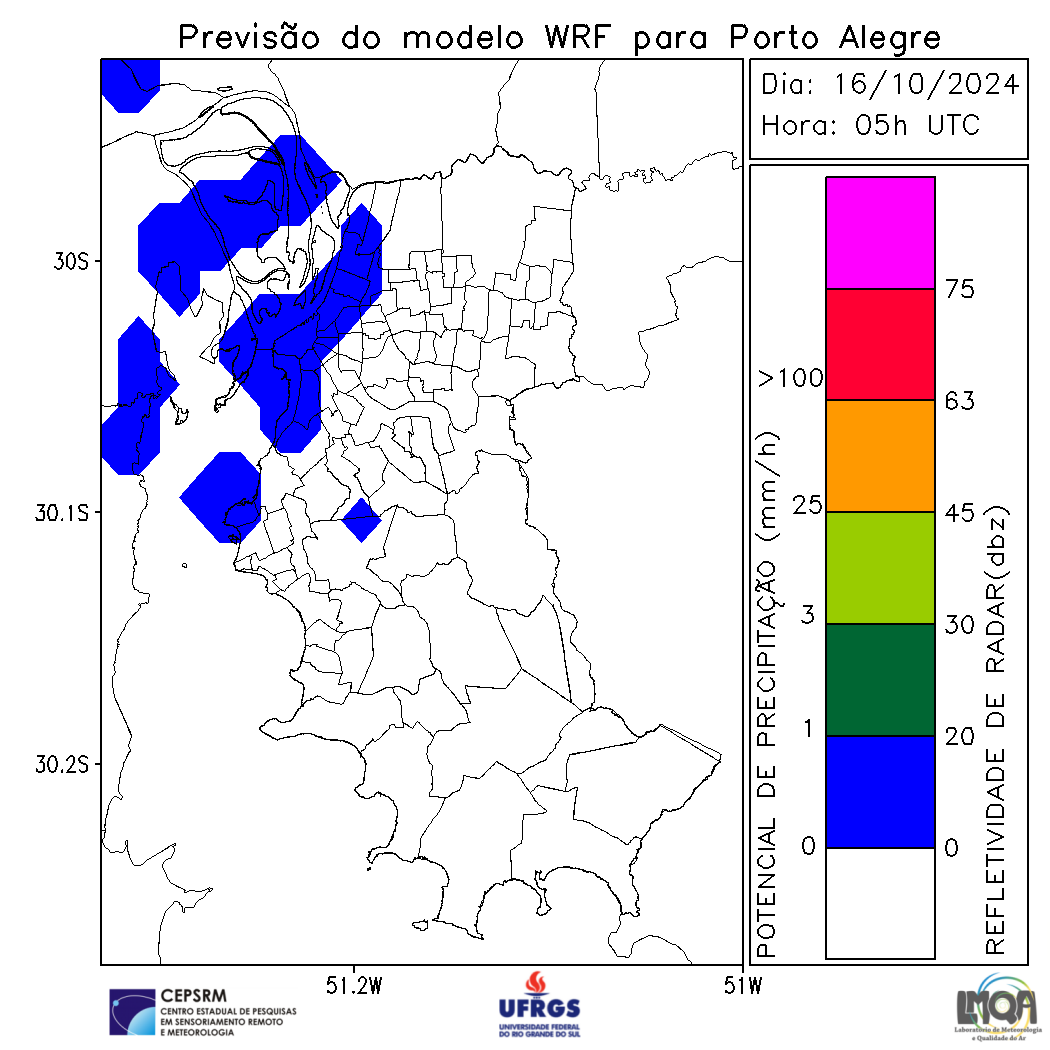 Previsão do modelo WRF para Porto Alegre
Dia: 16/10/2024
Hora: 05h UTC
30S
30.1S
30.2S
51.2W
51W
POTENCIAL DE PRECIPITAÇÃO (mm/h)
>100
25
3
1
0
75
63
45
30
20
0
REFLETIVIDADE DE RADAR(dbz)
CEPSRM
CENTRO ESTADUAL DE PESQUISAS
EM SENSORIAMENTO REMOTO
E METEOROLOGIA
UFRGS
UNIVERSIDADE FEDERAL
DO RIO GRANDE DO SUL
LMQA
Laboratório de Meteorologia
e Qualidade do Ar